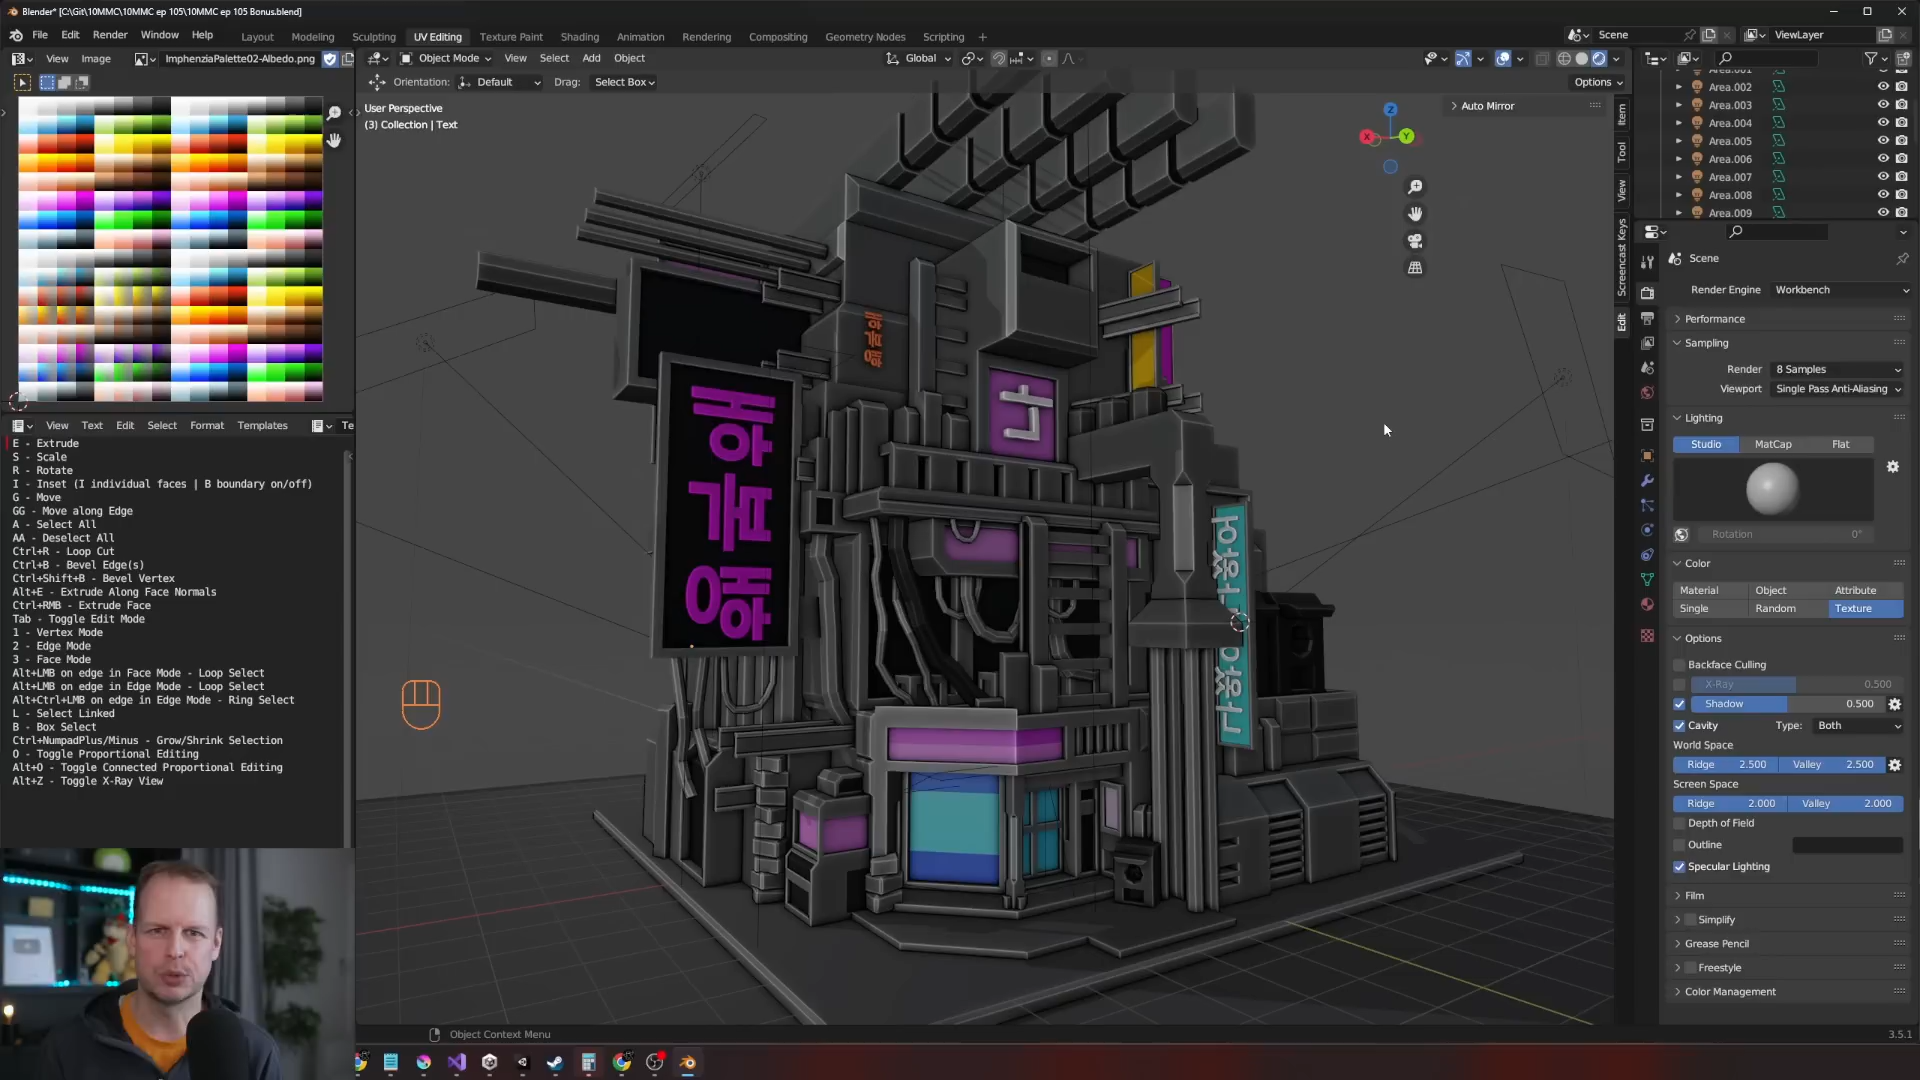 Blender* [C:\Git\10MMC\10MMC ep 105\10MMC ep 105 Bonus.blend]
File Edit Render Window Help
Layout Modeling Sculpting UV Editing Texture Paint Shading Animation Rendering Compositing Geometry Nodes Scripting +
Scene
ViewLayer
View Image
ImphenziaPalette02-Albedo.png
Object Mode View Select Add Object
Global
Orientation: Default Drag: Select Box
Options
User Perspective
(3) Collection | Text
Auto Mirror
X Y Z
Item
Tool
View
Screencast Keys
Edit
Area.001
Area.002
Area.003
Area.004
Area.005
Area.006
Area.007
Area.008
Area.009
Scene
Render Engine Workbench
Performance
Sampling
Render 8 Samples
Viewport Single Pass Anti-Aliasing
Lighting
Studio MatCap Flat
Rotation 0°
Color
Material Object Attribute
Single Random Texture
Options
Backface Culling
X-Ray 0.500
Shadow 0.500
Cavity Type: Both
World Space
Ridge 2.500 Valley 2.500
Screen Space
Ridge 2.000 Valley 2.000
Depth of Field
Outline
Specular Lighting
Film
Simplify
Grease Pencil
Freestyle
Color Management
View Text Edit Select Format Templates Te
E - Extrude
S - Scale
R - Rotate
I - Inset (I individual faces | B boundary on/off)
G - Move
GG - Move along Edge
A - Select All
AA - Deselect All
Ctrl+R - Loop Cut
Ctrl+B - Bevel Edge(s)
Ctrl+Shift+B - Bevel Vertex
Alt+E - Extrude Along Face Normals
Ctrl+RMB - Extrude Face
Tab - Toggle Edit Mode
1 - Vertex Mode
2 - Edge Mode
3 - Face Mode
Alt+LMB on edge in Face Mode - Loop Select
Alt+LMB on edge in Edge Mode - Loop Select
Alt+Ctrl+LMB on edge in Edge Mode - Ring Select
L - Select Linked
B - Box Select
Ctrl+NumpadPlus/Minus - Grow/Shrink Selection
O - Toggle Proportional Editing
Alt+O - Toggle Connected Proportional Editing
Alt+Z - Toggle X-Ray View
Object Context Menu
3.5.1